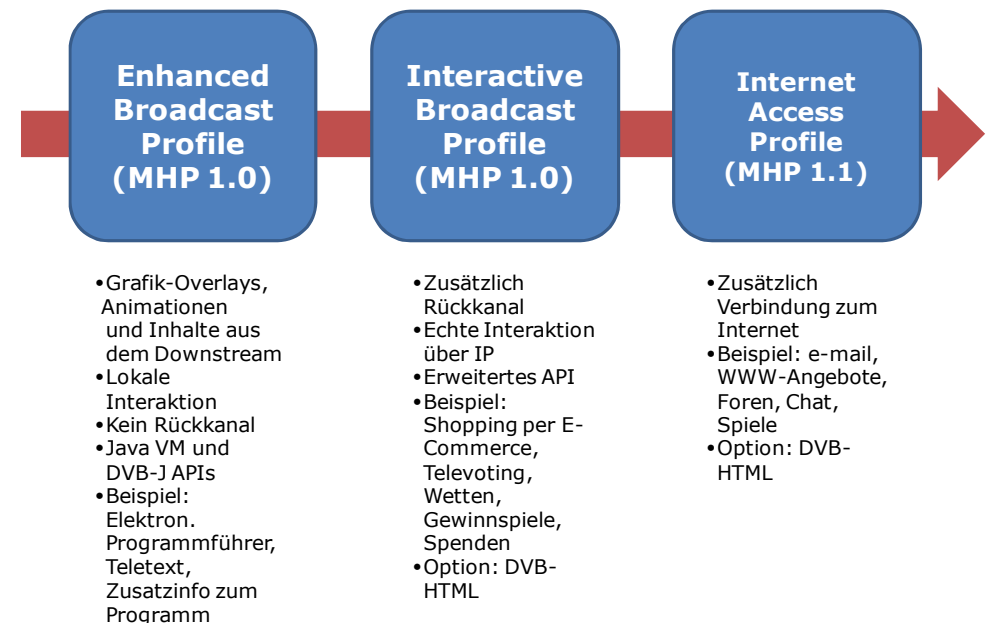 Enhanced
Broadcast
Profile
(MHP 1.0)
•Grafik-Overlays,
Animationen
und Inhalte aus
dem Downstream
•Lokale
Interaktion
•Kein Rückkanal
•Java VM und
DVB-J APIs
•Beispiel:
Elektron.
Programmführer,
Teletext,
Zusatzinfo zum
Programm
Interactive
Broadcast
Profile
(MHP 1.0)
•Zusätzlich
Rückkanal
•Echte Interaktion
über IP
•Erweitertes API
•Beispiel:
Shopping per E-
Commerce,
Televoting,
Wetten,
Gewinnspiele,
Spenden
•Option: DVB-
HTML
Internet
Access
Profile
(MHP 1.1)
•Zusätzlich
Verbindung zum
Internet
•Beispiel: e-mail,
WWW-Angebote,
Foren, Chat,
Spiele
•Option: DVB-
HTML